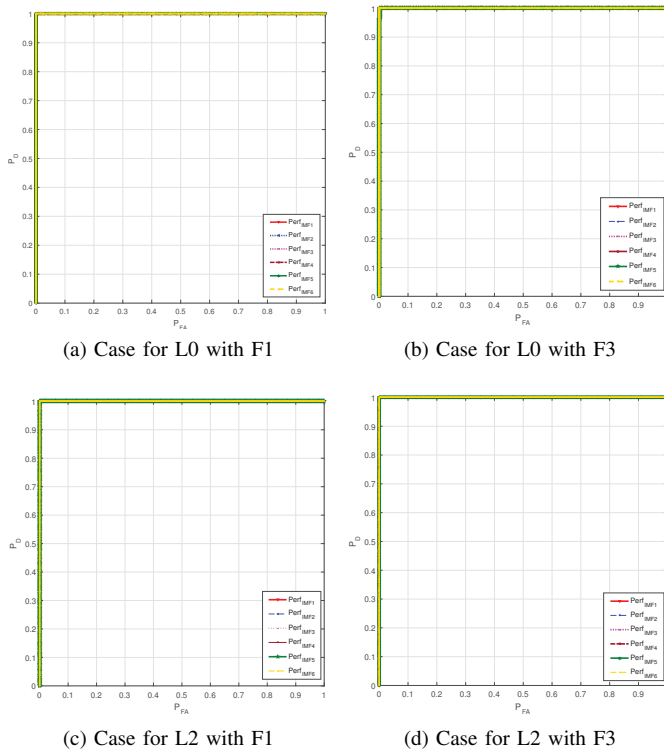 1
0.9
0.8
0.7
0.6
0.5
0.4
0.3
0.2
0.1
0
P_D
Perf_IMF1
Perf_IMF2
Perf_IMF3
Perf_IMF4
Perf_IMF5
Perf_IMF6
0 0.1 0.2 0.3 0.4 0.5 0.6 0.7 0.8 0.9 1
P_FA
(a) Case for L0 with F1
1
0.9
0.8
0.7
0.6
0.5
0.4
0.3
0.2
0.1
0
P_D
Perf_IMF1
Perf_IMF2
Perf_IMF3
Perf_IMF4
Perf_IMF5
Perf_IMF6
0 0.1 0.2 0.3 0.4 0.5 0.6 0.7 0.8 0.9
P_FA
(b) Case for L0 with F3
1
0.9
0.8
0.7
0.6
0.5
0.4
0.3
0.2
0.1
0
P_D
Perf_IMF1
Perf_IMF2
Perf_IMF3
Perf_IMF4
Perf_IMF5
Perf_IMF6
0 0.1 0.2 0.3 0.4 0.5 0.6 0.7 0.8 0.9 1
P_FA
(c) Case for L2 with F1
1
0.9
0.8
0.7
0.6
0.5
0.4
0.3
0.2
0.1
0
P_D
Perf_IMF1
Perf_IMF2
Perf_IMF3
Perf_IMF4
Perf_IMF5
Perf_IMF6
0 0.1 0.2 0.3 0.4 0.5 0.6 0.7 0.8 0.9
P_FA
(d) Case for L2 with F3